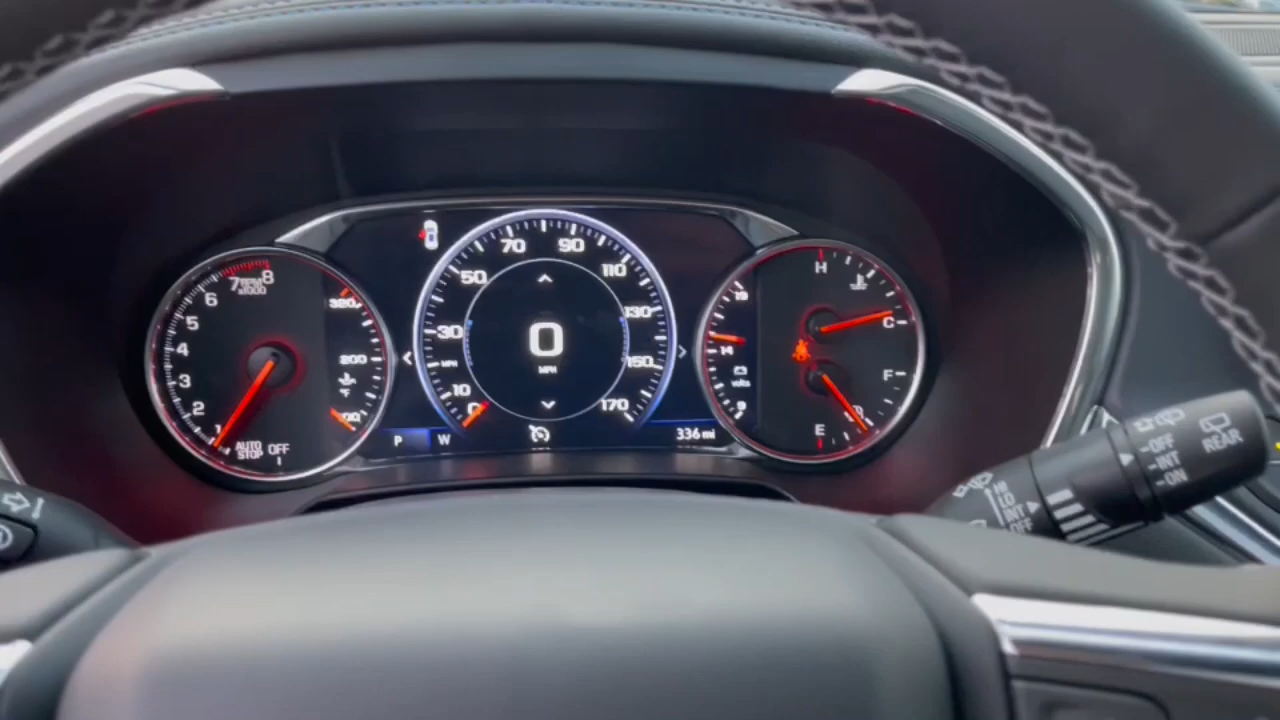 8
7
RPM
x1000
6
5
4
3
2
1
AUTO
STOP
OFF
320
200
°F
P
W
70
90
50
110
30
130
MPH
150
10
170
0
0
MPH
336 mi
19
14
volts
9
H
C
F
E
OFF
INT
ON
REAR
HI
LO
INT
OFF